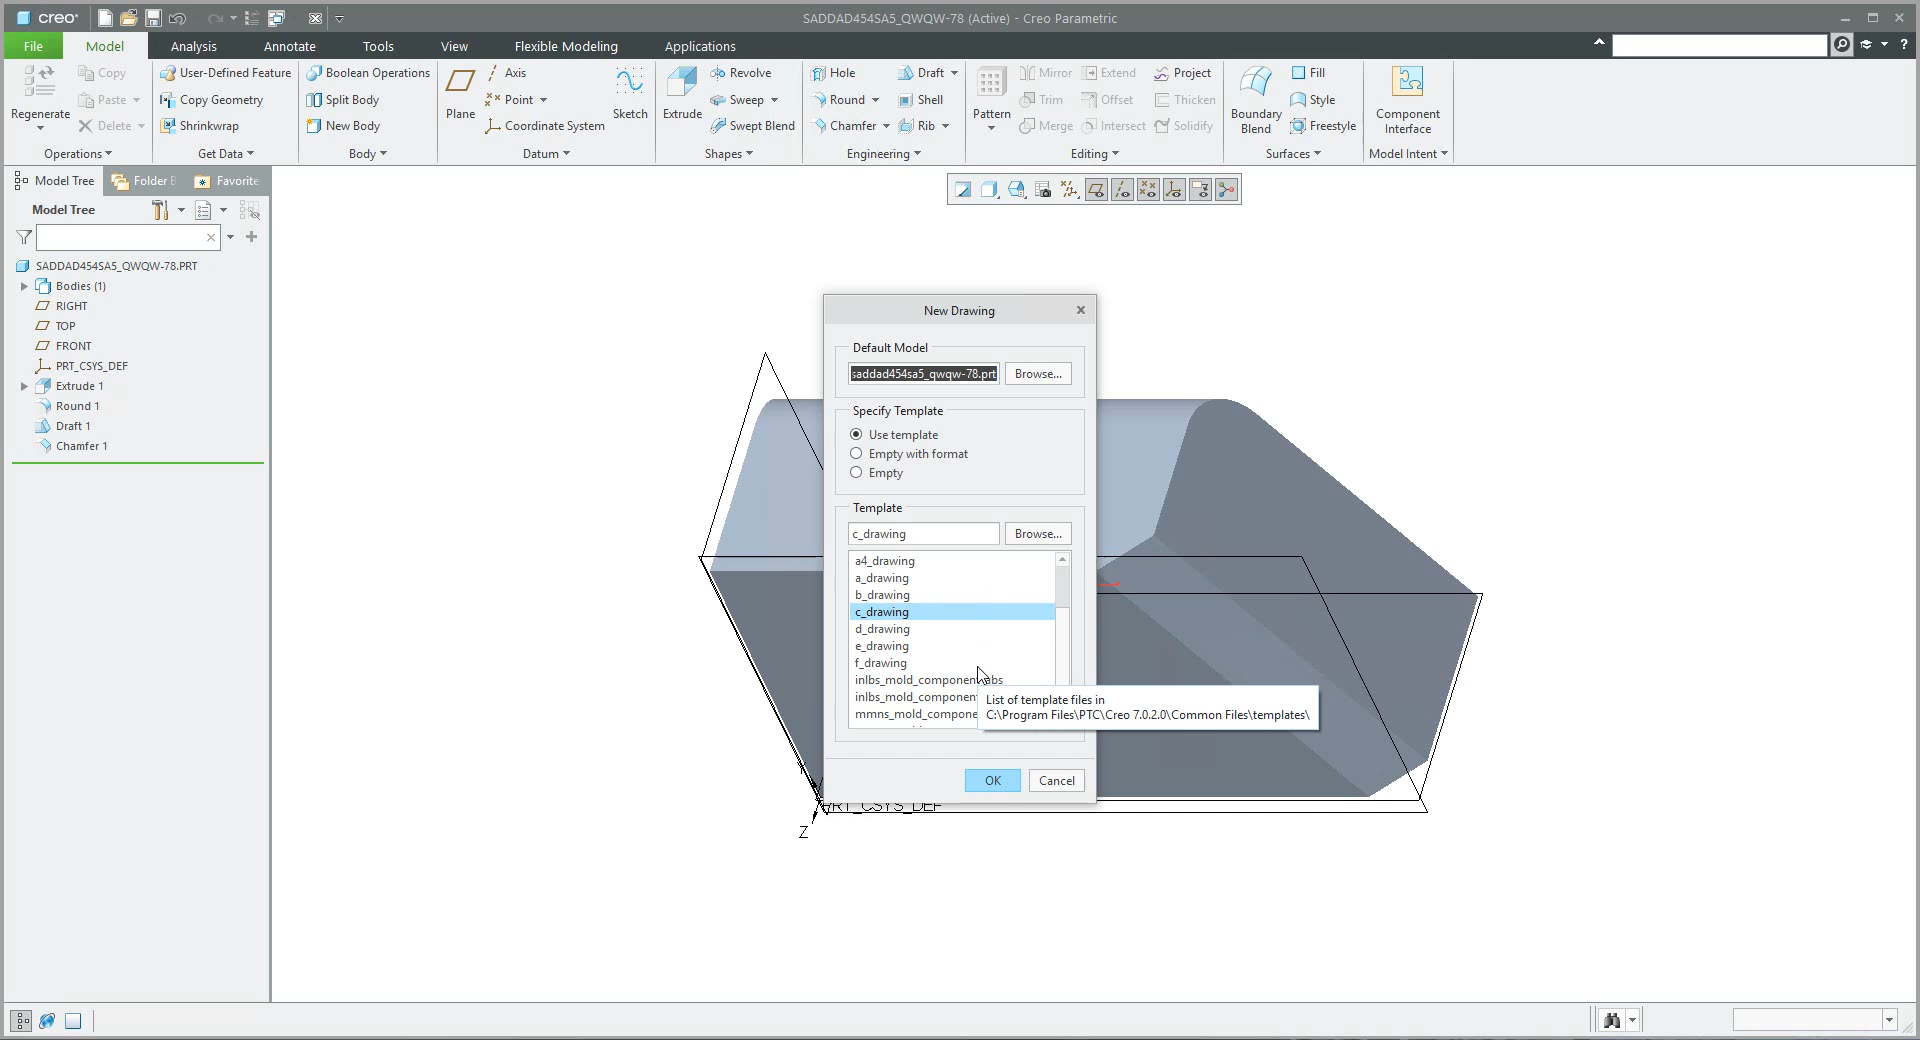 creo
SADDAD454SA5_QWQW-78 (Active) - Creo Parametric
File
Model
Analysis
Annotate
Tools
View
Flexible Modeling
Applications
?
Regenerate
Copy
Paste
Delete
Operations
User-Defined Feature
Copy Geometry
Shrinkwrap
Get Data
Boolean Operations
Split Body
New Body
Body
Plane
Axis
Point
Coordinate System
Sketch
Datum
Extrude
Revolve
Sweep
Swept Blend
Shapes
Hole
Round
Chamfer
Draft
Shell
Rib
Engineering
Pattern
Mirror
Trim
Merge
Extend
Offset
Intersect
Project
Thicken
Solidify
Editing
Boundary
Blend
Fill
Style
Freestyle
Surfaces
Component
Interface
Model Intent
Model Tree
Folder
Favorite
Model Tree
SADDAD454SA5_QWQW-78.PRT
Bodies (1)
RIGHT
TOP
FRONT
PRT_CSYS_DEF
Extrude 1
Round 1
Draft 1
Chamfer 1
New Drawing
Default Model
saddad454sa5_qwqw-78.prt
Browse...
Specify Template
Use template
Empty with format
Empty
Template
c_drawing
Browse...
a4_drawing
a_drawing
b_drawing
c_drawing
d_drawing
e_drawing
f_drawing
inlbs_mold_component
inlbs_mold_component
mmns_mold_compone
List of template files in
C:\Program Files\PTC\Creo 7.0.2.0\Common Files\templates\
OK
Cancel
PRT_CSYS_DEF
Z